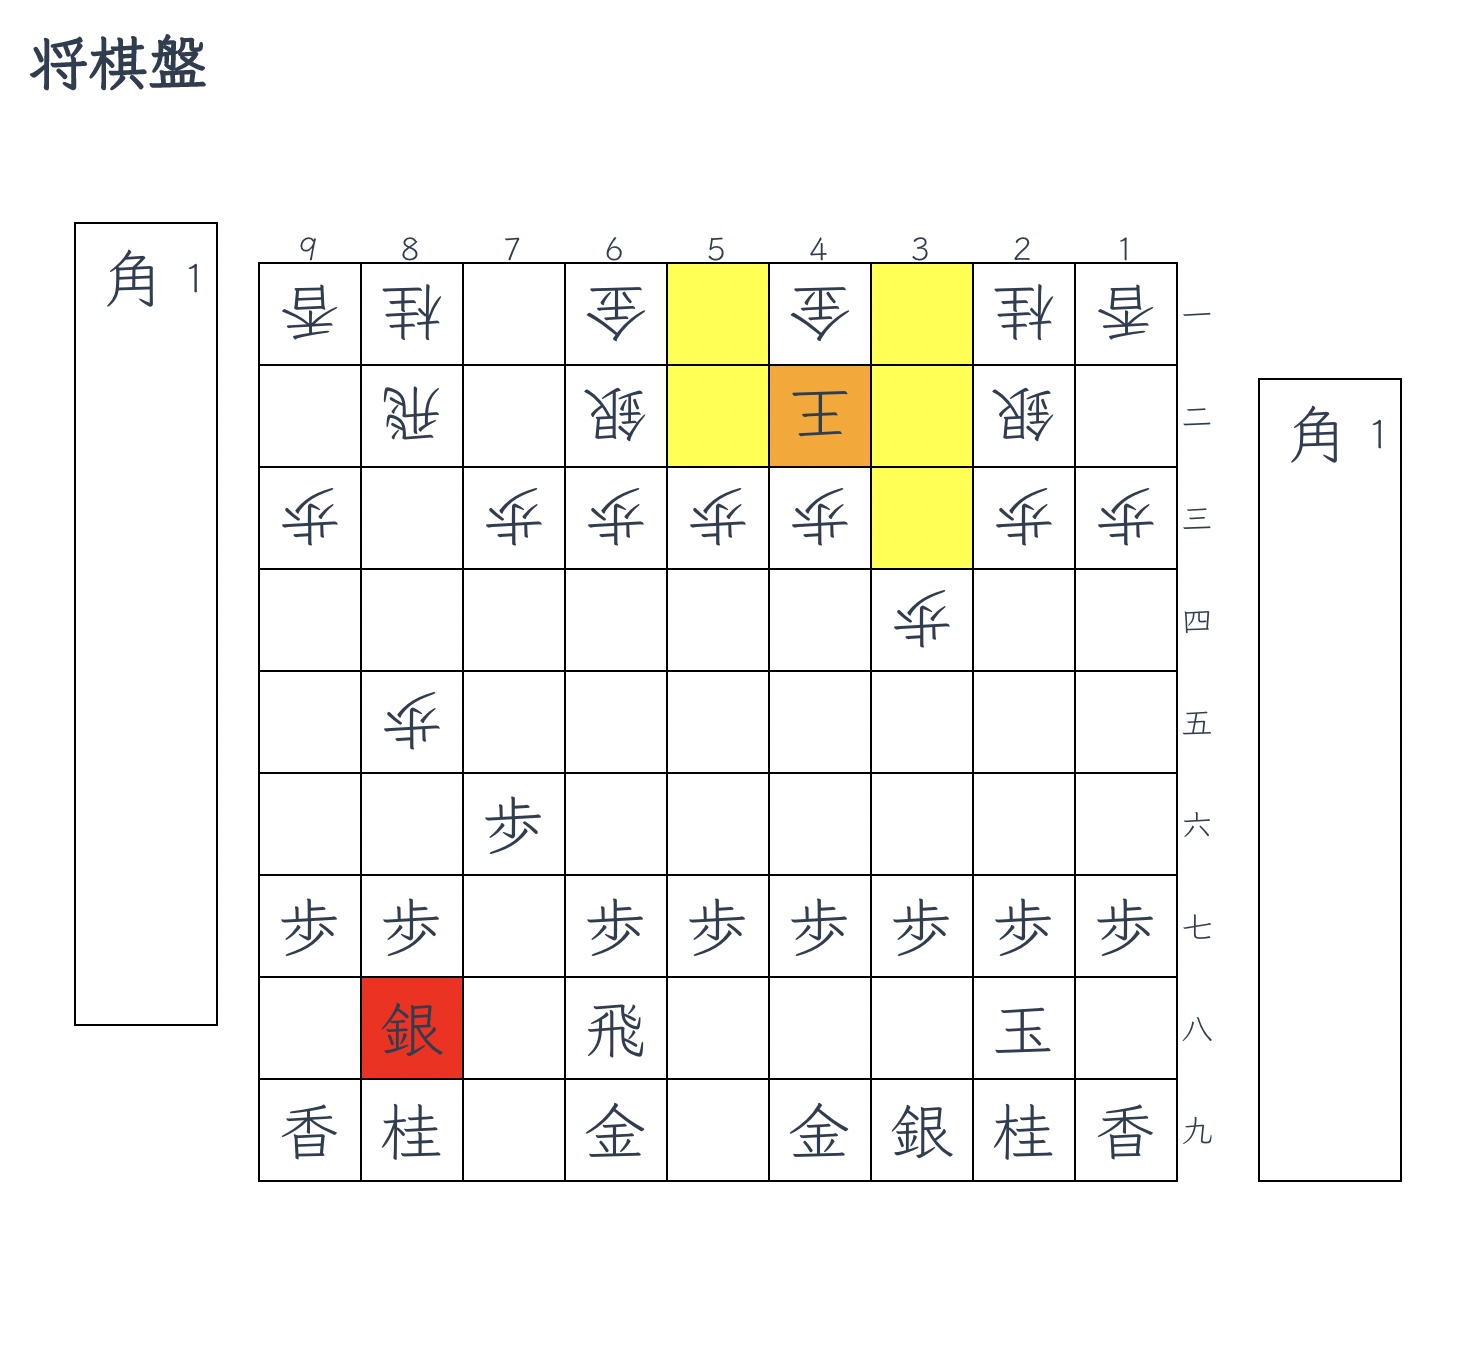 将棋盤
角 1
9 8 7 6 5 4 3 2 1
香 桂 金 金 桂 香 一
飛 銀 王 銀 二
歩 歩 歩 歩 歩 歩 歩 三
歩 四
歩 五
歩 六
歩 歩 歩 歩 歩 歩 歩 歩 七
銀 飛 玉 八
香 桂 金 金 銀 桂 香 九
角 1